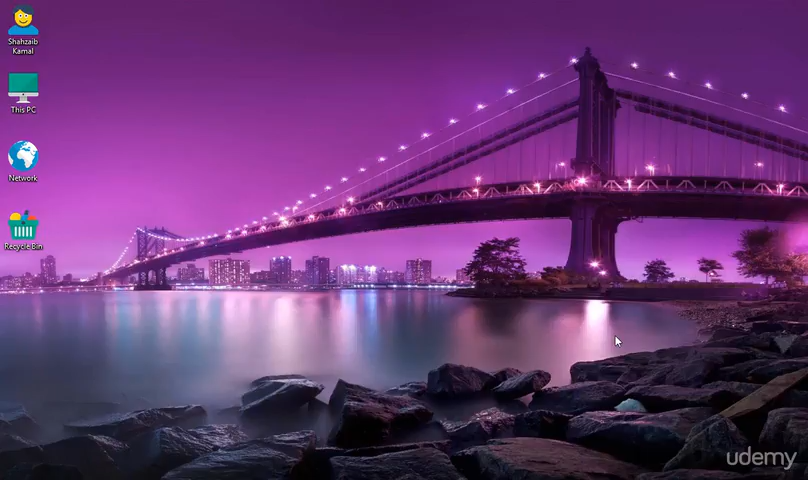 Shahzaib
Kamal
This PC
Network
Recycle Bin
udemy